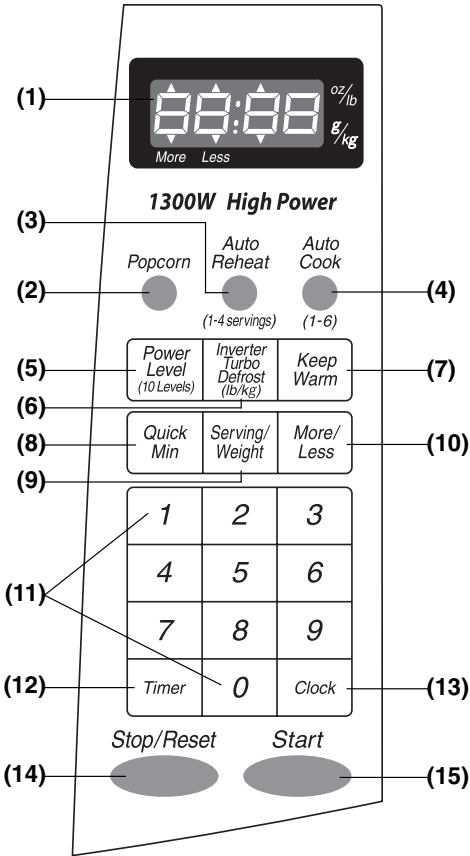 (1)
88:88
oz/lb
g/kg
More Less
1300W High Power
(3)
Popcorn
Auto
Reheat
Auto
Cook
(2)
(4)
(1-4 servings)
(1-6)
(5)
Power
Level
(10 Levels)
Inverter
Turbo
Defrost
(lb/kg)
Keep
Warm
(7)
(6)
(8)
Quick
Min
Serving/
Weight
More/
Less
(10)
(9)
1 2 3
4 5 6
(11)
7 8 9
(12)
Timer 0 Clock
(13)
Stop/Reset Start
(14)
(15)